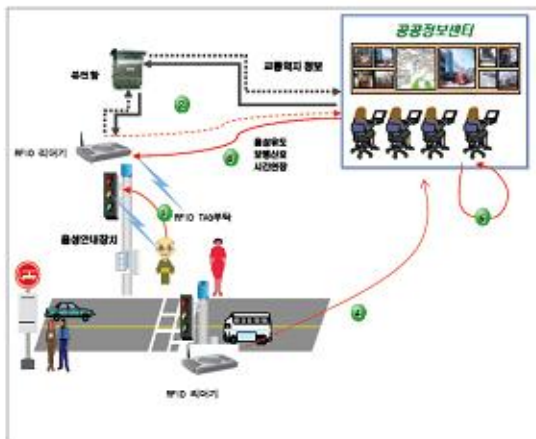 공공정보센터
교통약자 정보
분전함
RFID 리더기
음성유도
보행신호
시간연장
RFID TAG부착
음성안내장치
RFID 리더기